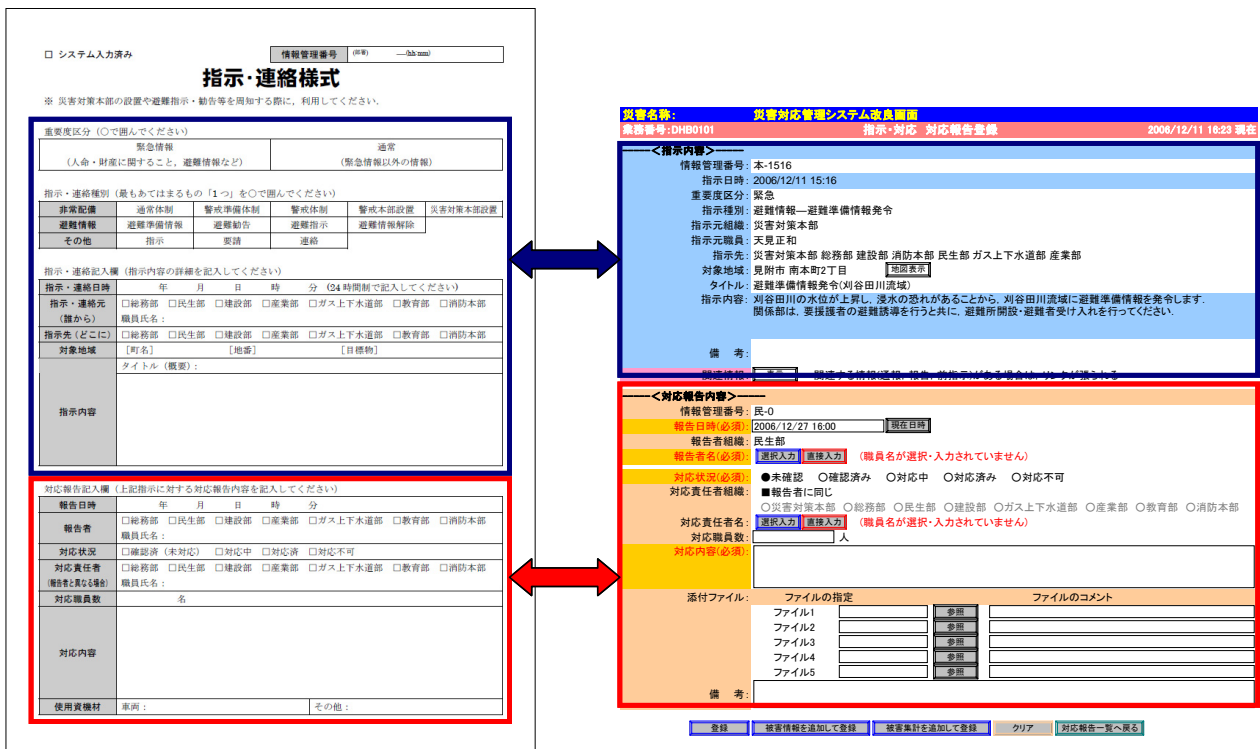 □ システム入力済み
情報管理番号 (部署) ―(hh:mm)
指示・連絡様式
※ 災害対策本部の設置や避難指示・勧告等を周知する際に，利用してください．
重要度区分（○で囲んでください）
緊急情報 通常
（人命・財産に関すること，避難情報など） （緊急情報以外の情報）
指示・連絡種別（最もあてはまるもの「1つ」を○で囲んでください）
非常配備 通常体制 警戒準備体制 警戒体制 警戒本部設置 災害対策本部設置
避難情報 避難準備情報 避難勧告 避難指示 避難情報解除
その他 指示 要請 連絡
指示・連絡記入欄（指示内容の詳細を記入してください）
指示・連絡日時 年 月 日 時 分（24時間制で記入してください）
指示・連絡元 □総務部 □民生部 □建設部 □産業部 □ガス上下水道部 □教育部 □消防本部
（誰から） 職員氏名：
指示先（どこに） □総務部 □民生部 □建設部 □産業部 □ガス上下水道部 □教育部 □消防本部
対象地域 ［町名］ ［地番］ ［目標物］
タイトル（概要）：
指示内容
対応報告記入欄（上記指示に対する対応報告内容を記入してください）
報告日時 年 月 日 時 分
報告者 □総務部 □民生部 □建設部 □産業部 □ガス上下水道部 □教育部 □消防本部
職員氏名：
対応状況 □確認済（未対応） □対応中 □対応済 □対応不可
対応責任者 □総務部 □民生部 □建設部 □産業部 □ガス上下水道部 □教育部 □消防本部
（報告者と異なる場合） 職員氏名：
対応職員数 名
対応内容
使用資機材 車両： その他：
災害名称: 災害対応管理システム改良画面
業務番号:DHB0101 指示・対応 対応報告登録 2006/12/11 16:23 現在
-----＜指示内容＞-----
情報管理番号: 本-1516
指示日時: 2006/12/11 15:16
重要度区分: 緊急
指示種別: 避難情報―避難準備情報発令
指示元組織: 災害対策本部
指示元職員: 天見正和
指示先: 災害対策本部 総務部 建設部 消防本部 民生部 ガス上下水道部 産業部
対象地域: 見附市 南本町2丁目 地図表示
タイトル: 避難準備情報発令(刈谷田川流域)
指示内容: 刈谷田川の水位が上昇し，浸水の恐れがあることから，刈谷田川流域に避難準備情報を発令します．
関係部は，要援護者の避難誘導を行うと共に，避難所開設・避難者受け入れを行ってください．
備 考:
関連情報: 表示 関連する情報(通報，報告，前指示)がある場合は，リンクが張られる
-----＜対応報告内容＞-----
情報管理番号: 民-0
報告日時(必須): 2006/12/27 16:00 現在日時
報告者組織: 民生部
報告者名(必須): 選択入力 直接入力 (職員名が選択・入力されていません)
対応状況(必須): ●未確認 ○確認済み ○対応中 ○対応済み ○対応不可
対応責任者組織: ■報告者に同じ
○災害対策本部 ○総務部 ○民生部 ○建設部 ○ガス上下水道部 ○産業部 ○教育部 ○消防本部
対応責任者名: 選択入力 直接入力 (職員名が選択・入力されていません)
対応職員数: 人
対応内容(必須):
添付ファイル: ファイルの指定 ファイルのコメント
ファイル1 参照
ファイル2 参照
ファイル3 参照
ファイル4 参照
ファイル5 参照
備 考:
登録 被害情報を追加して登録 被害集計を追加して登録 クリア 対応報告一覧へ戻る